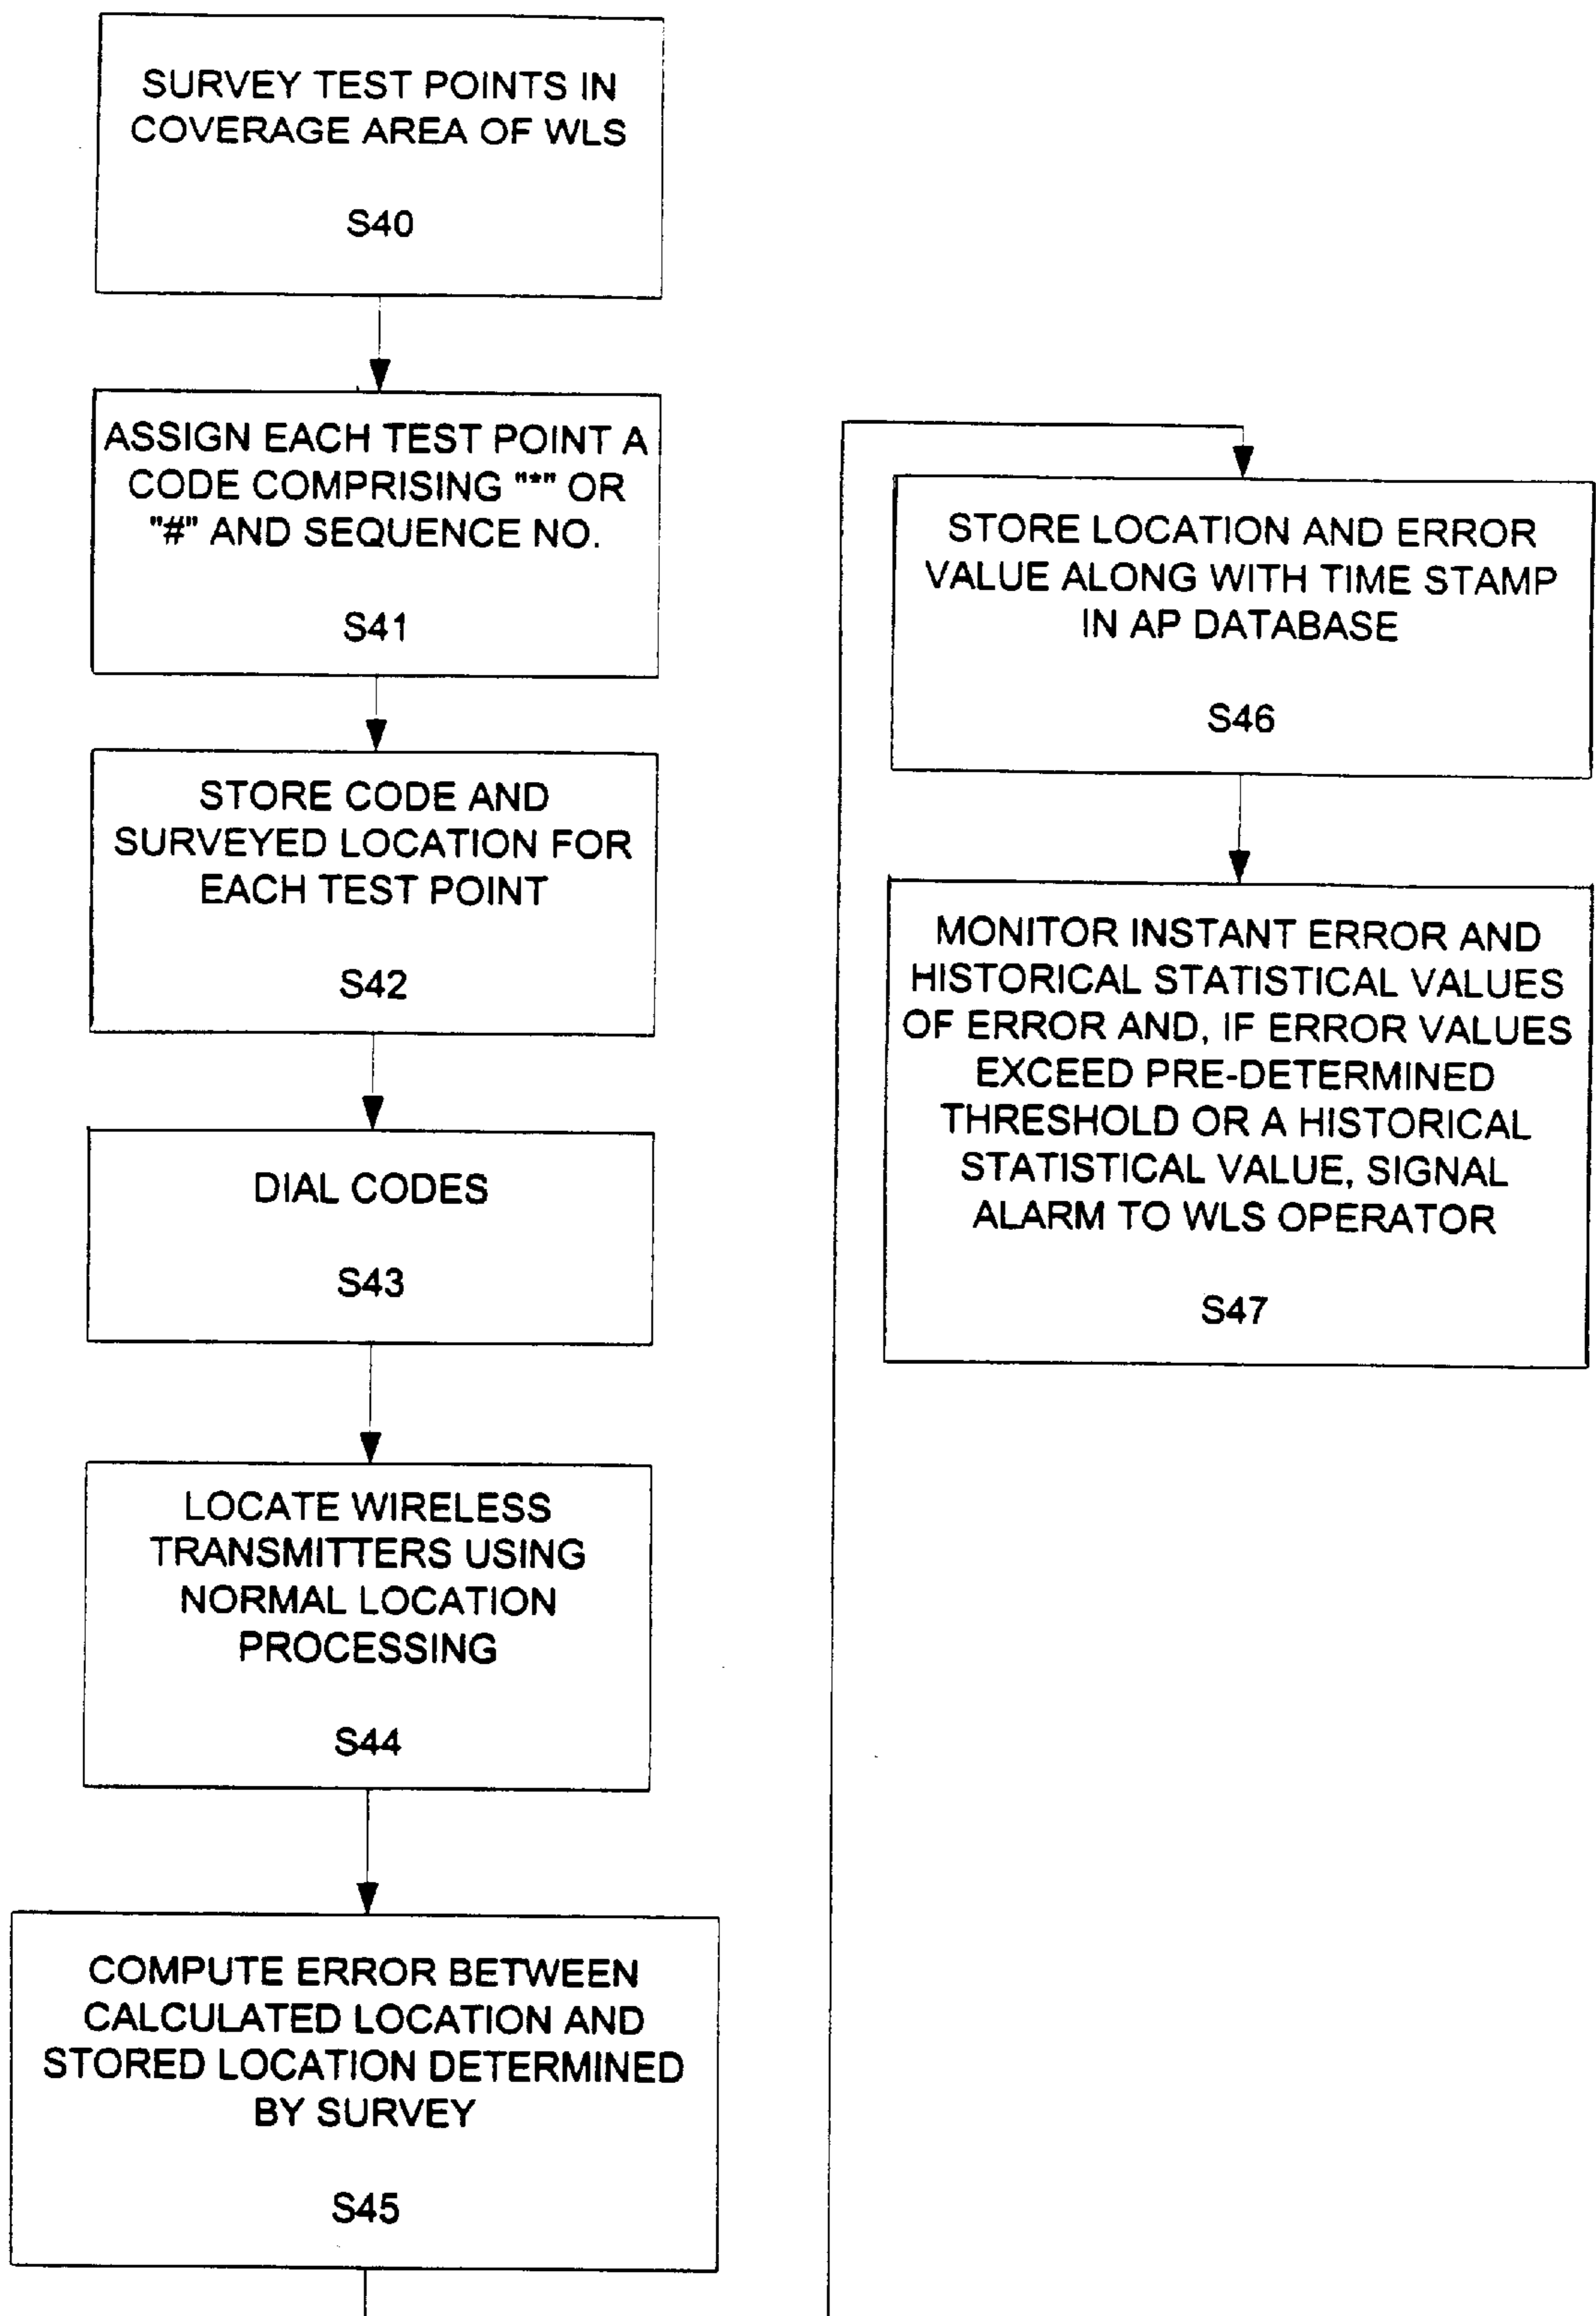 SURVEY TEST POINTS IN
COVERAGE AREA OF WLS
S40
ASSIGN EACH TEST POINT A
CODE COMPRISING "*" OR
"#" AND SEQUENCE NO.
S41
STORE CODE AND
SURVEYED LOCATION FOR
EACH TEST POINT
S42
DIAL CODES
S43
LOCATE WIRELESS
TRANSMITTERS USING
NORMAL LOCATION
PROCESSING
S44
COMPUTE ERROR BETWEEN
CALCULATED LOCATION AND
STORED LOCATION DETERMINED
BY SURVEY
S45
STORE LOCATION AND ERROR
VALUE ALONG WITH TIME STAMP
IN AP DATABASE
S46
MONITOR INSTANT ERROR AND
HISTORICAL STATISTICAL VALUES
OF ERROR AND, IF ERROR VALUES
EXCEED PRE-DETERMINED
THRESHOLD OR A HISTORICAL
STATISTICAL VALUE, SIGNAL
ALARM TO WLS OPERATOR
S47